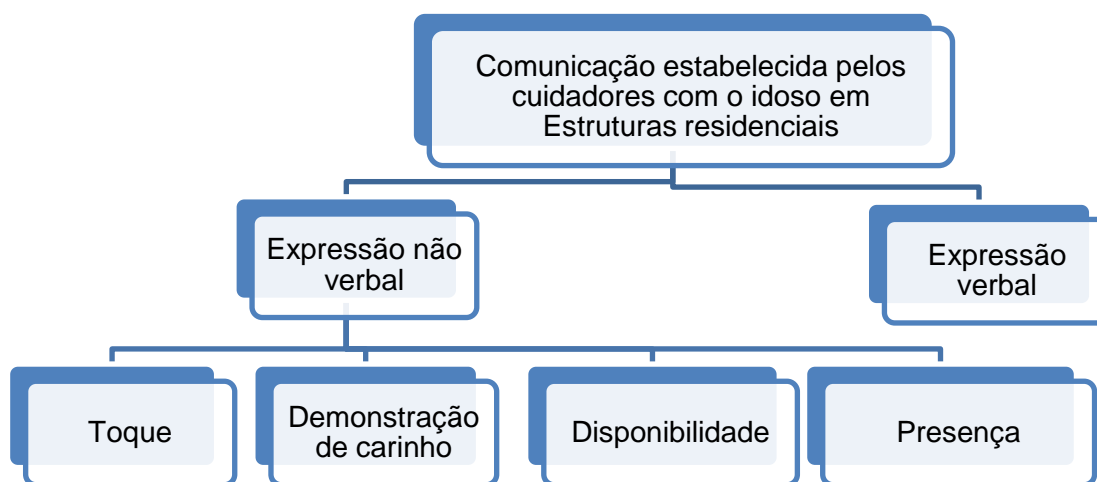 Comunicação estabelecida pelos
cuidadores com o idoso em
Estruturas residenciais
Expressão não
verbal
Expressão
verbal
Toque
Demonstração
de carinho
Disponibilidade
Presença